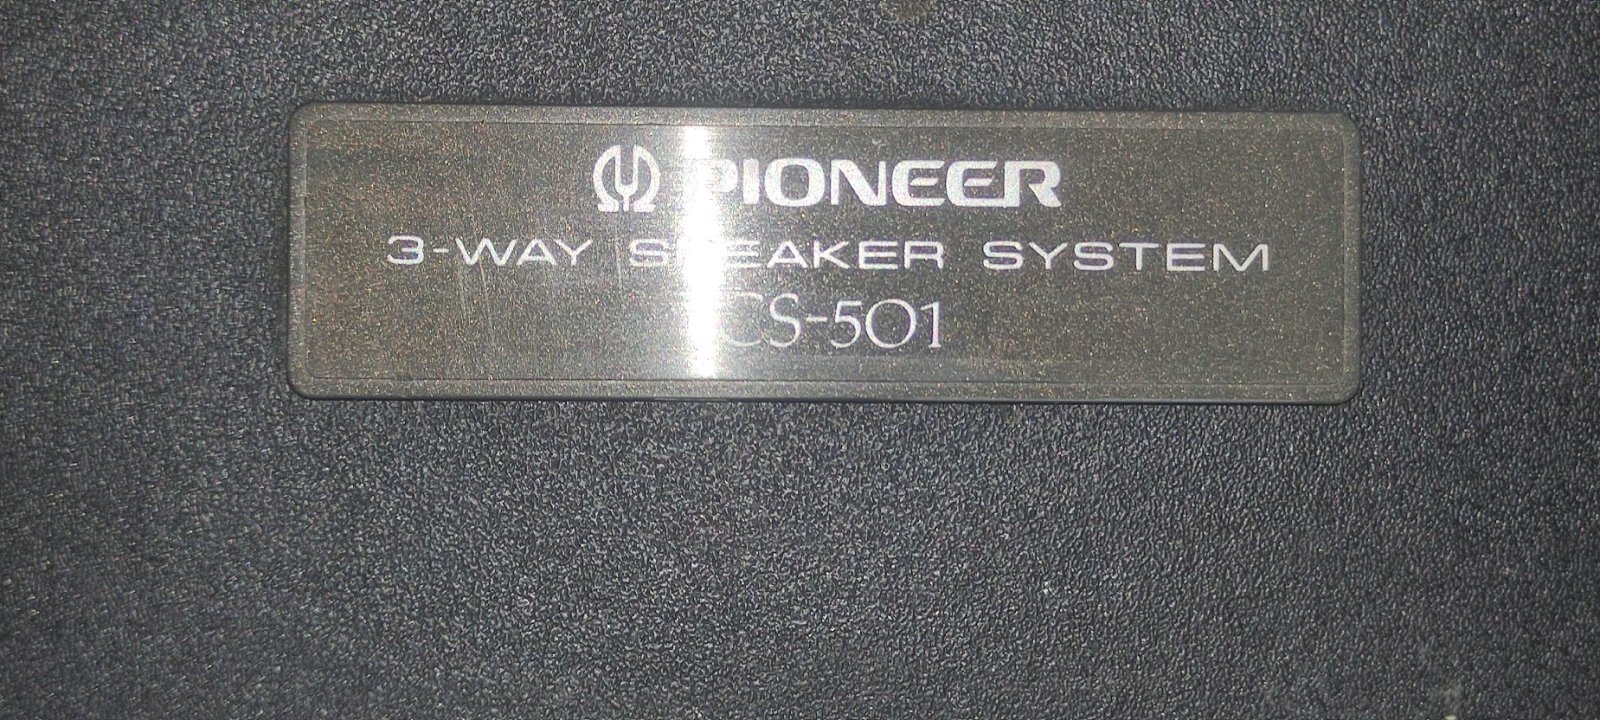 PIONEER
3-WAY SPEAKER SYSTEM
CS-501